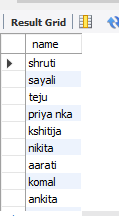 Result Grid
name
shruti
sayali
teju
priya nka
kshitija
nikita
aarati
komal
ankita